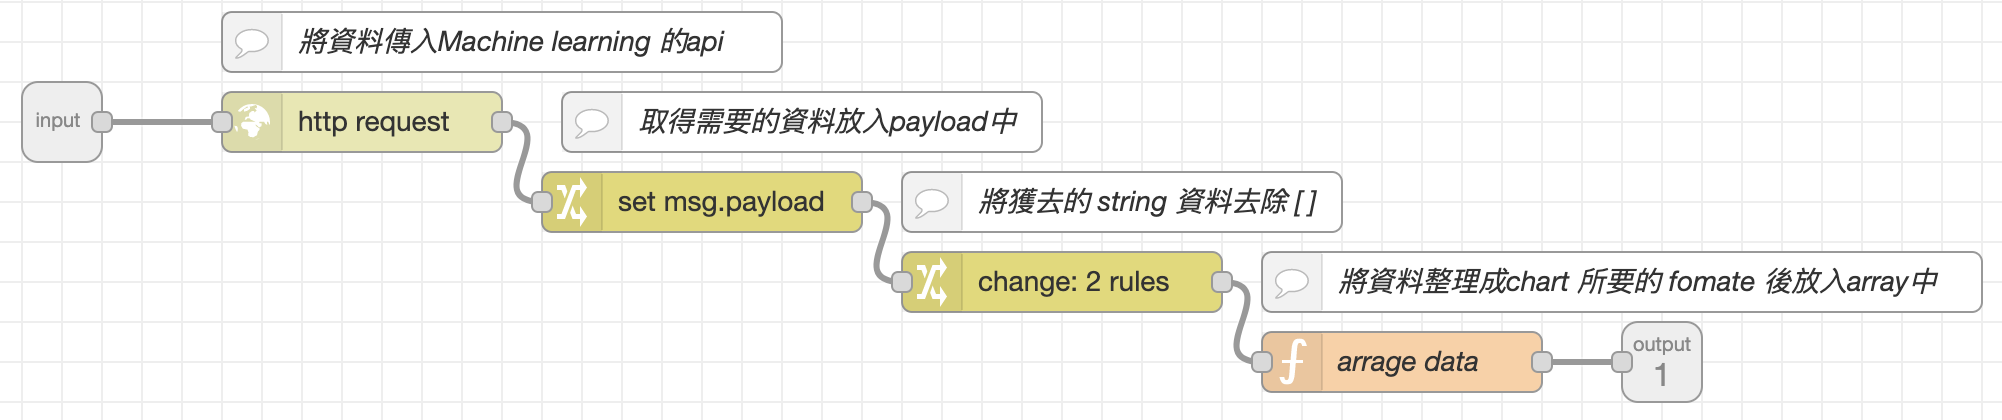 將資料傳入Machine learning 的api
input
http request
取得需要的資料放入payload中
set msg.payload
將獲去的 string 資料去除 [ ]
change: 2 rules
將資料整理成chart 所要的 fomate 後放入array中
arrage data
output
1